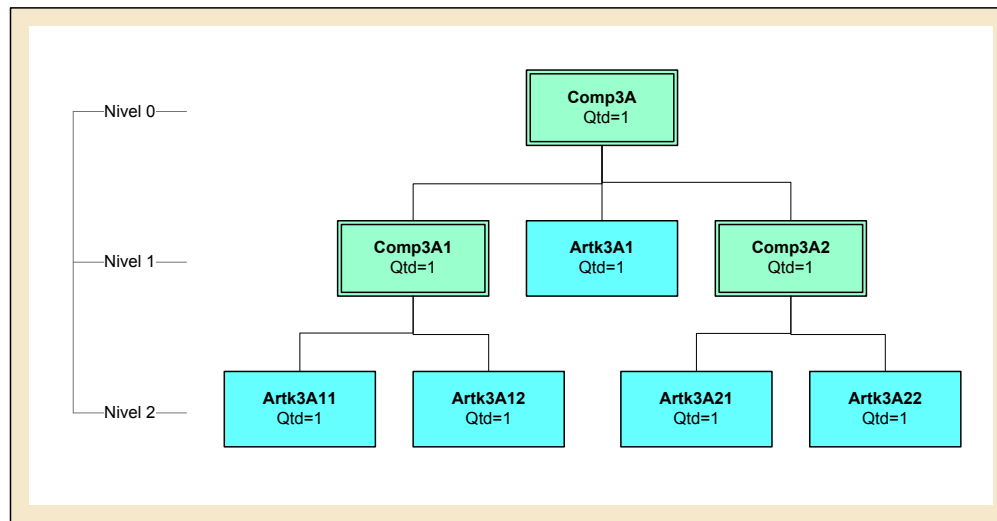 Nivel 0
Comp3A
Qtd=1
Nivel 1
Comp3A1
Qtd=1
Artk3A1
Qtd=1
Comp3A2
Qtd=1
Nivel 2
Artk3A11
Qtd=1
Artk3A12
Qtd=1
Artk3A21
Qtd=1
Artk3A22
Qtd=1